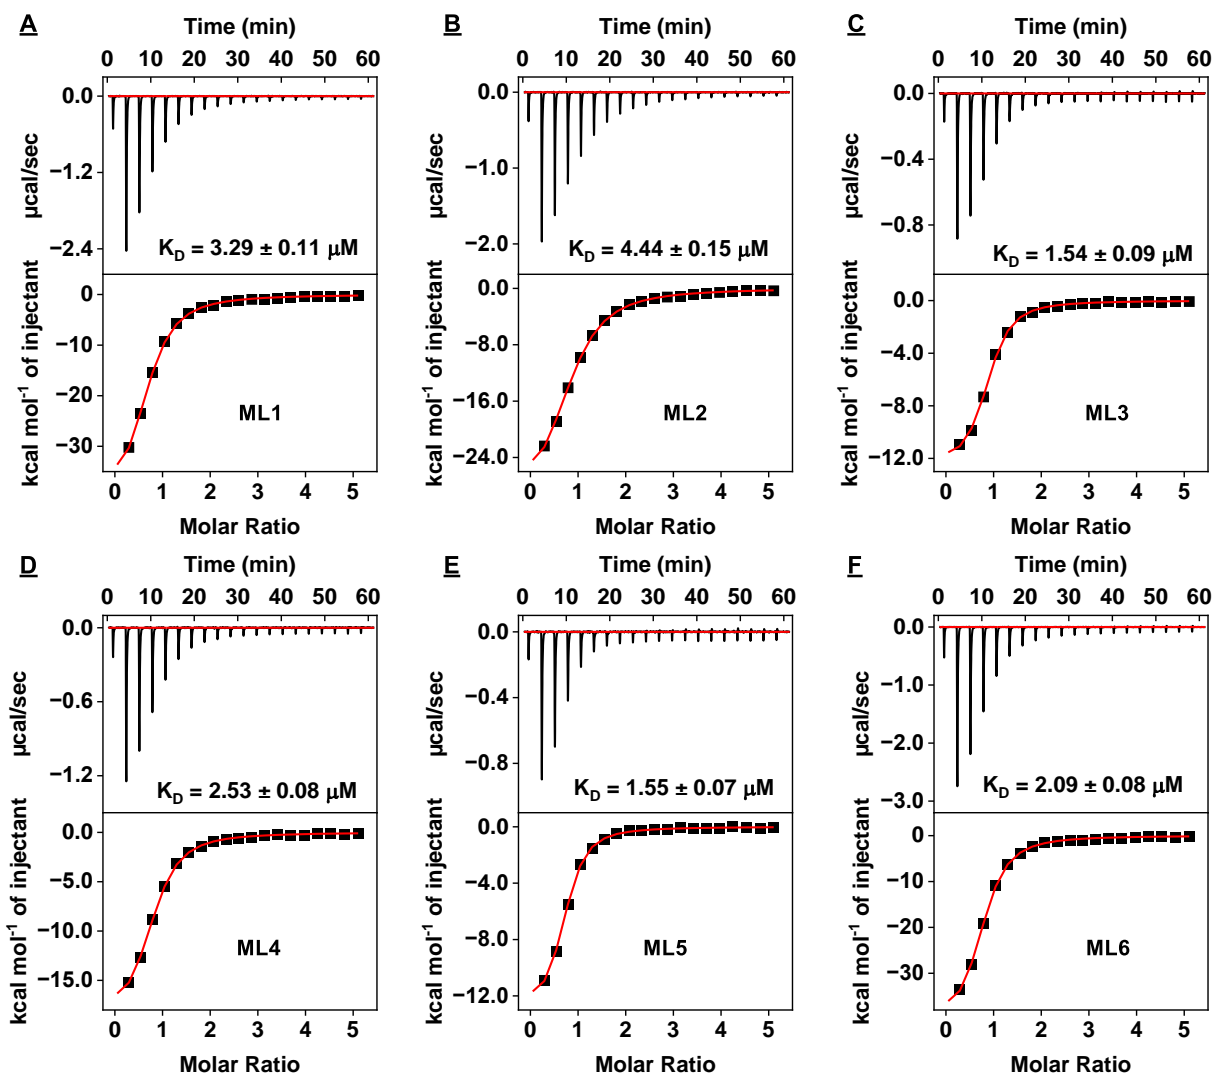 A
Time (min)
0 10 20 30 40 50 60
µcal/sec
0.0
−1.2
−2.4
K_D = 3.29 ± 0.11 µM
kcal mol⁻¹ of injectant
0
−10
−20
−30
ML1
0 1 2 3 4 5
Molar Ratio
B
Time (min)
0 10 20 30 40 50 60
µcal/sec
0.0
−1.0
−2.0
K_D = 4.44 ± 0.15 µM
kcal mol⁻¹ of injectant
0.0
−8.0
−16.0
−24.0
ML2
0 1 2 3 4 5
Molar Ratio
C
Time (min)
0 10 20 30 40 50 60
µcal/sec
0.0
−0.4
−0.8
K_D = 1.54 ± 0.09 µM
kcal mol⁻¹ of injectant
0.0
−4.0
−8.0
−12.0
ML3
0 1 2 3 4 5
Molar Ratio
D
Time (min)
0 10 20 30 40 50 60
µcal/sec
0.0
−0.6
−1.2
K_D = 2.53 ± 0.08 µM
kcal mol⁻¹ of injectant
0.0
−5.0
−10.0
−15.0
ML4
0 1 2 3 4 5
Molar Ratio
E
Time (min)
0 10 20 30 40 50 60
µcal/sec
0.0
−0.4
−0.8
K_D = 1.55 ± 0.07 µM
kcal mol⁻¹ of injectant
0.0
−4.0
−8.0
−12.0
ML5
0 1 2 3 4 5
Molar Ratio
F
Time (min)
0 10 20 30 40 50 60
µcal/sec
0.0
−1.0
−2.0
−3.0
K_D = 2.09 ± 0.08 µM
kcal mol⁻¹ of injectant
0
−10
−20
−30
ML6
0 1 2 3 4 5
Molar Ratio